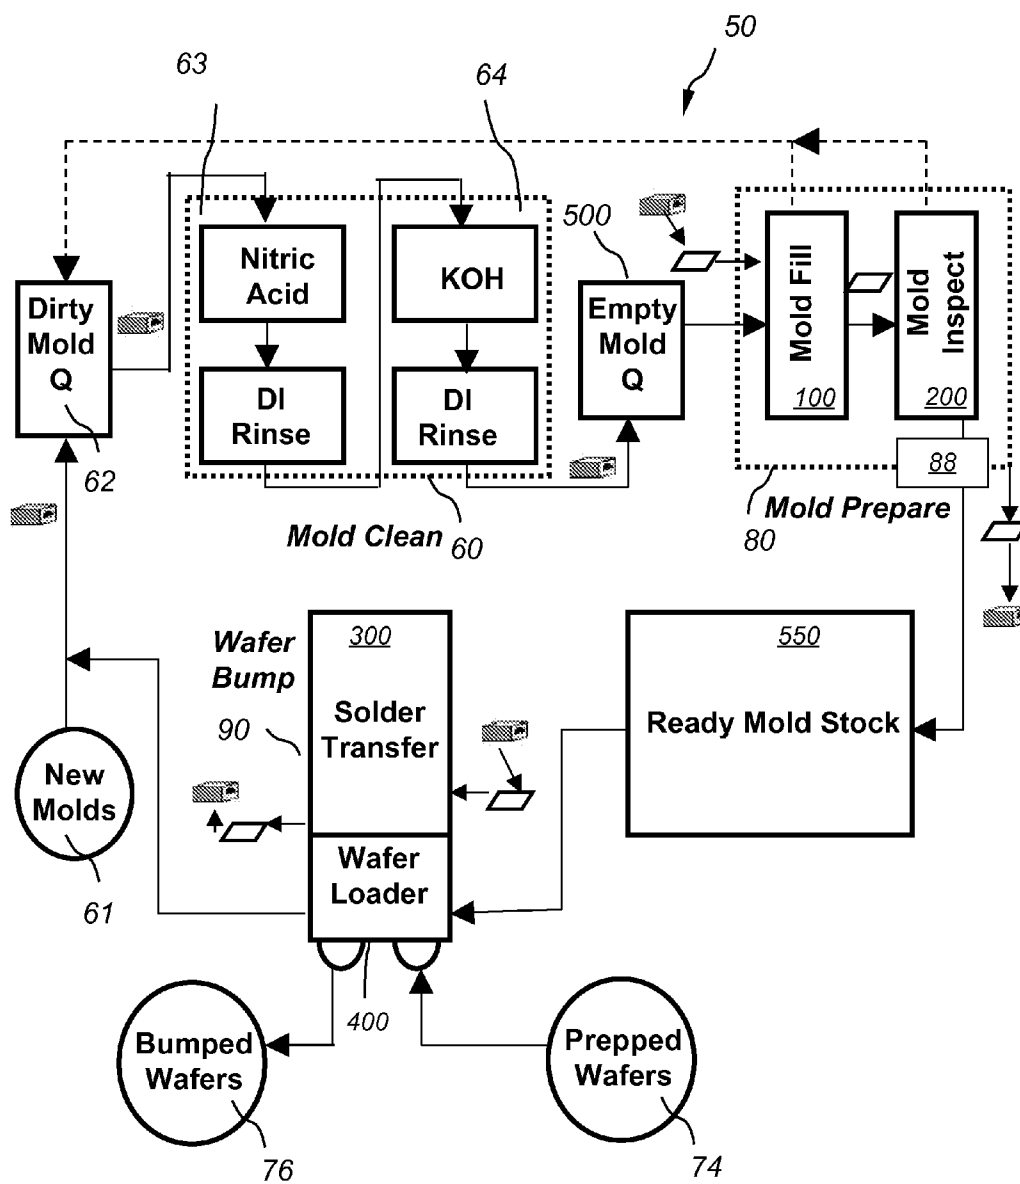 50
63
64
500
Nitric
Acid
KOH
Dirty
Mold
Q
Empty
Mold
Q
Mold Fill
100
Mold
Inspect
200
DI
Rinse
DI
Rinse
62
88
Mold Clean
60
Mold Prepare
80
Wafer
Bump
90
300
Solder
Transfer
550
Ready Mold Stock
New
Molds
61
Wafer
Loader
400
Bumped
Wafers
76
Prepped
Wafers
74